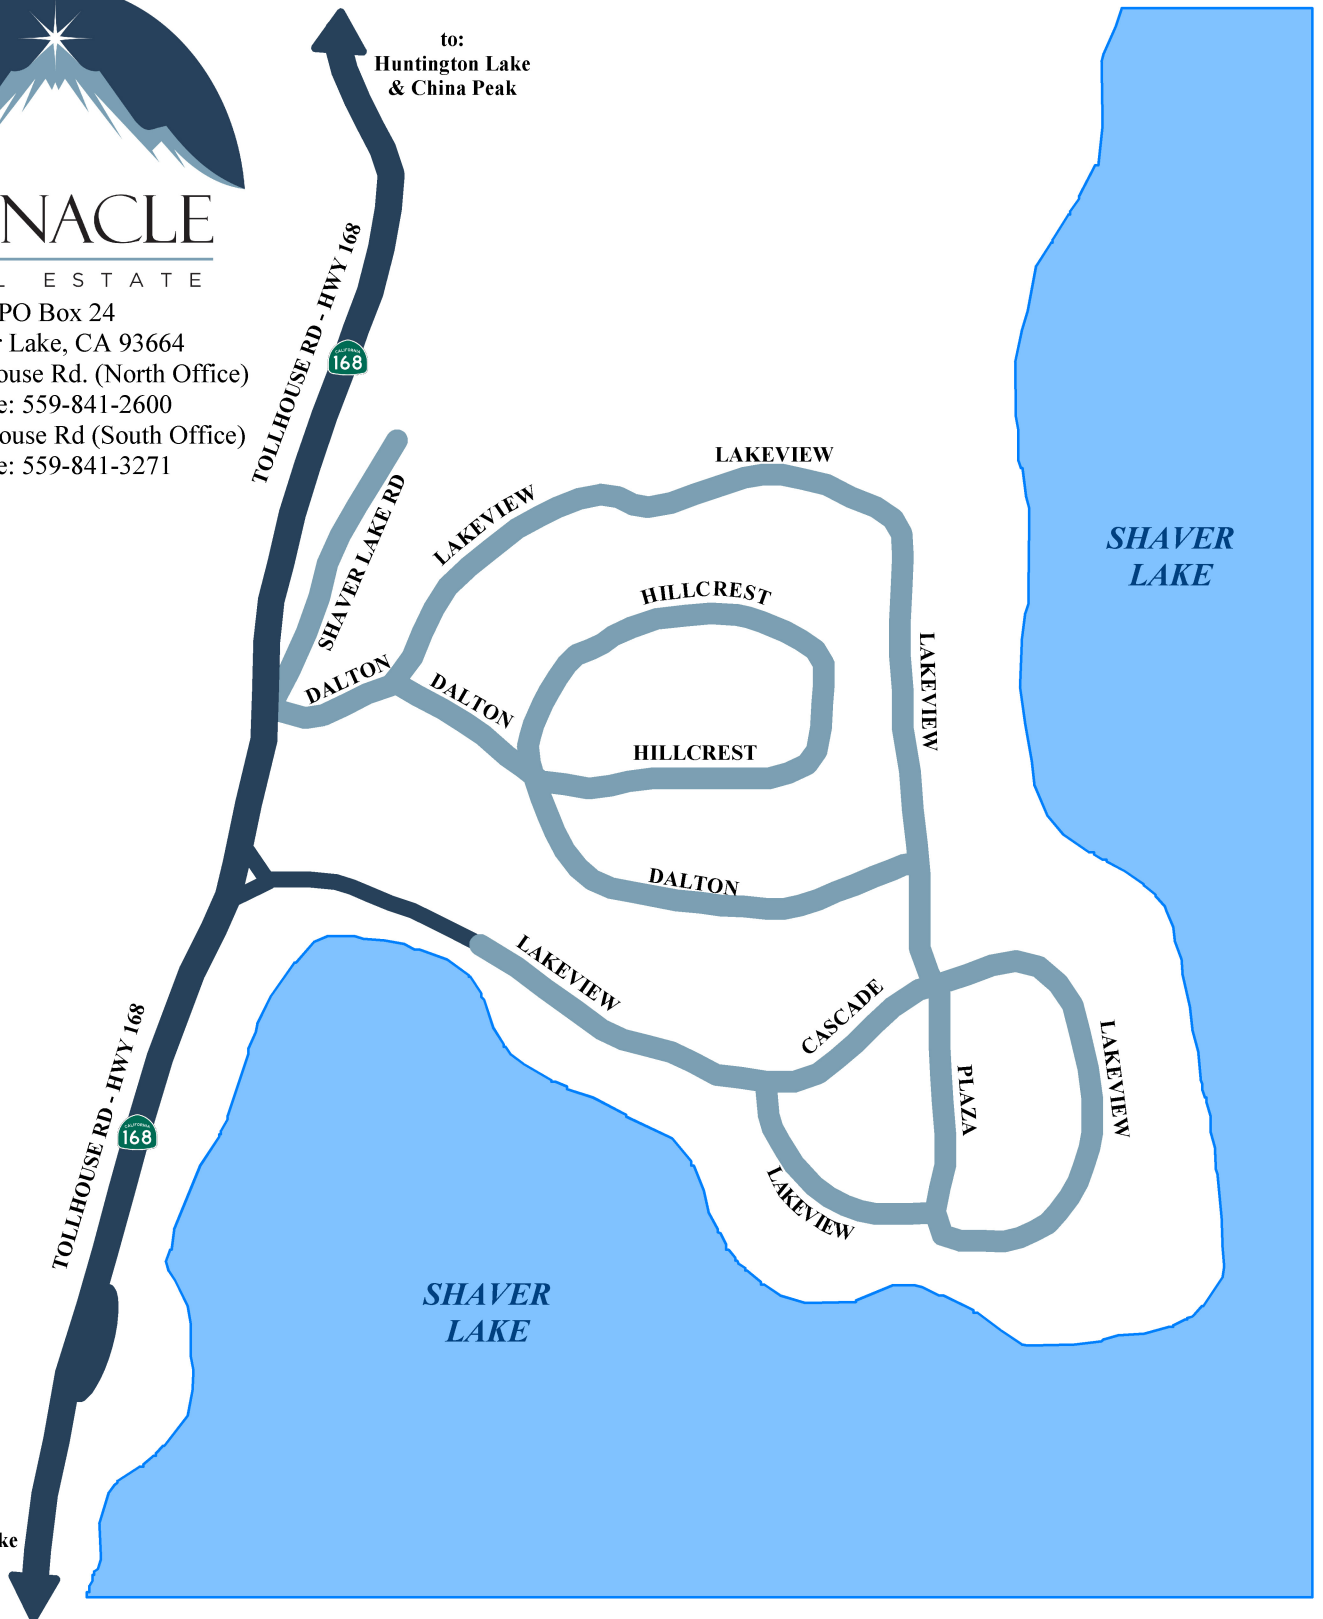 to:
Huntington Lake
& China Peak
NACLE
L ESTATE
PO Box 24
r Lake, CA 93664
ouse Rd. (North Office)
e: 559-841-2600
ouse Rd (South Office)
e: 559-841-3271
TOLLHOUSE RD - HWY 168
CALIFORNIA
168
SHAVER LAKE RD
LAKEVIEW
LAKEVIEW
HILLCREST
SHAVER
LAKE
DALTON
DALTON
LAKEVIEW
HILLCREST
DALTON
LAKEVIEW
CASCADE
PLAZA
LAKEVIEW
LAKEVIEW
TOLLHOUSE RD - HWY 168
CALIFORNIA
168
SHAVER
LAKE
ke